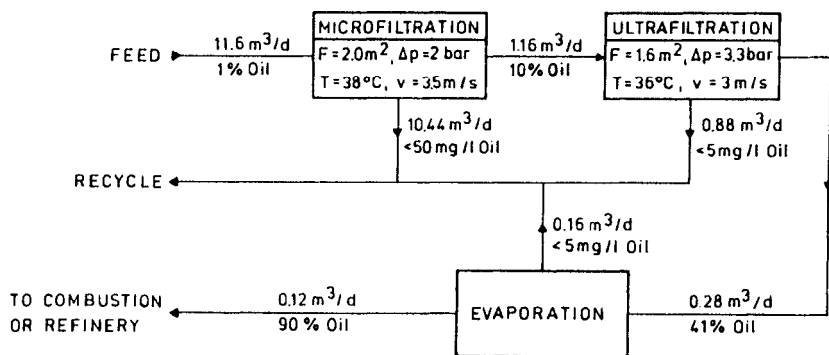 MICROFILTRATION
F = 2.0 m², Δp = 2 bar
T = 38°C, v = 3.5 m/s
ULTRAFILTRATION
F = 1.6 m², Δp = 3.3 bar
T = 36°C, v = 3 m/s
FEED
11.6 m³/d
1% Oil
1.16 m³/d
10% Oil
10.44 m³/d
<50 mg/l Oil
0.88 m³/d
<5 mg/l Oil
RECYCLE
0.16 m³/d
<5 mg/l Oil
TO COMBUSTION
OR REFINERY
0.12 m³/d
90% Oil
EVAPORATION
0.28 m³/d
41% Oil